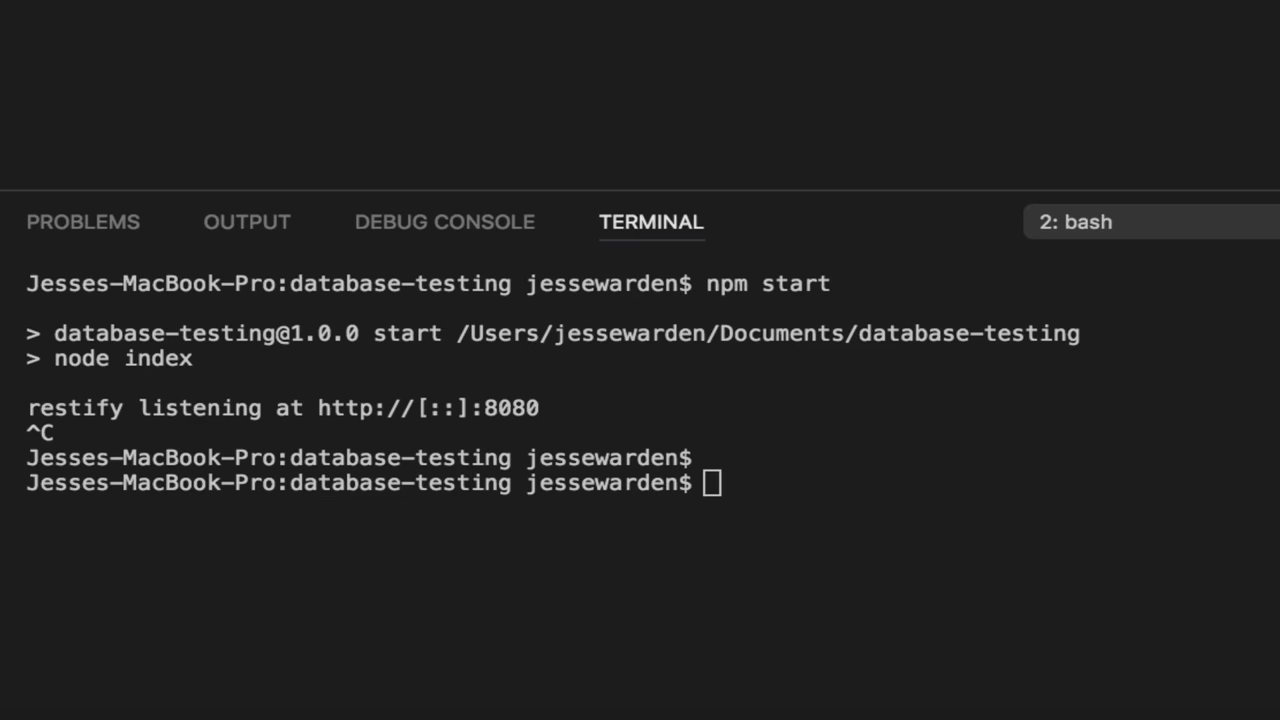 PROBLEMS OUTPUT DEBUG CONSOLE TERMINAL 2: bash
Jesses-MacBook-Pro:database-testing jessewarden$ npm start
> database-testing@1.0.0 start /Users/jessewarden/Documents/database-testing
> node index
restify listening at http://[::]:8080
^C
Jesses-MacBook-Pro:database-testing jessewarden$
Jesses-MacBook-Pro:database-testing jessewarden$